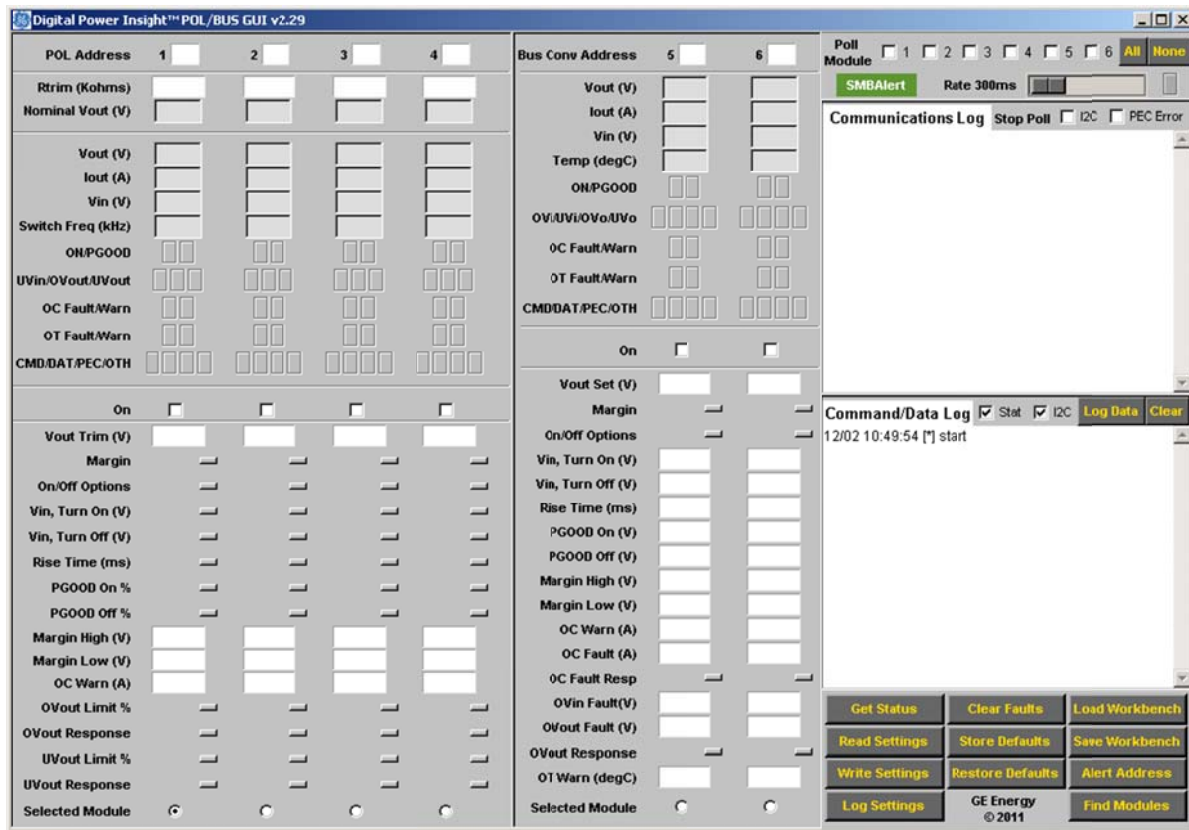 Digital Power Insight™ POL/BUS GUI v2.29
POL Address 1 2 3 4
Rtrim (Kohms)
Nominal Vout (V)
Vout (V)
Iout (A)
Vin (V)
Switch Freq (kHz)
ON/PGOOD
UVin/OVout/UVout
OC Fault/Warn
OT Fault/Warn
CMD/DAT/PEC/OTH
On
Vout Trim (V)
Margin
On/Off Options
Vin, Turn On (V)
Vin, Turn Off (V)
Rise Time (ms)
PGOOD On %
PGOOD Off %
Margin High (V)
Margin Low (V)
OC Warn (A)
OVout Limit %
OVout Response
UVout Limit %
UVout Response
Selected Module
Bus Conv Address 5 6
Vout (V)
Iout (A)
Vin (V)
Temp (degC)
ON/PGOOD
OVi/UVi/OVo/UVo
OC Fault/Warn
OT Fault/Warn
CMD/DAT/PEC/OTH
On
Vout Set (V)
Margin
On/Off Options
Vin, Turn On (V)
Vin, Turn Off (V)
Rise Time (ms)
PGOOD On (V)
PGOOD Off (V)
Margin High (V)
Margin Low (V)
OC Warn (A)
OC Fault (A)
OC Fault Resp
OVin Fault(V)
OVout Fault (V)
OVout Response
OT Warn (degC)
Selected Module
Poll Module 1 2 3 4 5 6 All None
SMBAlert Rate 300ms
Communications Log Stop Poll I2C PEC Error
Command/Data Log Stat I2C Log Data Clear
12/02 10:49:54 [*] start
Get Status Clear Faults Load Workbench
Read Settings Store Defaults Save Workbench
Write Settings Restore Defaults Alert Address
Log Settings GE Energy © 2011 Find Modules